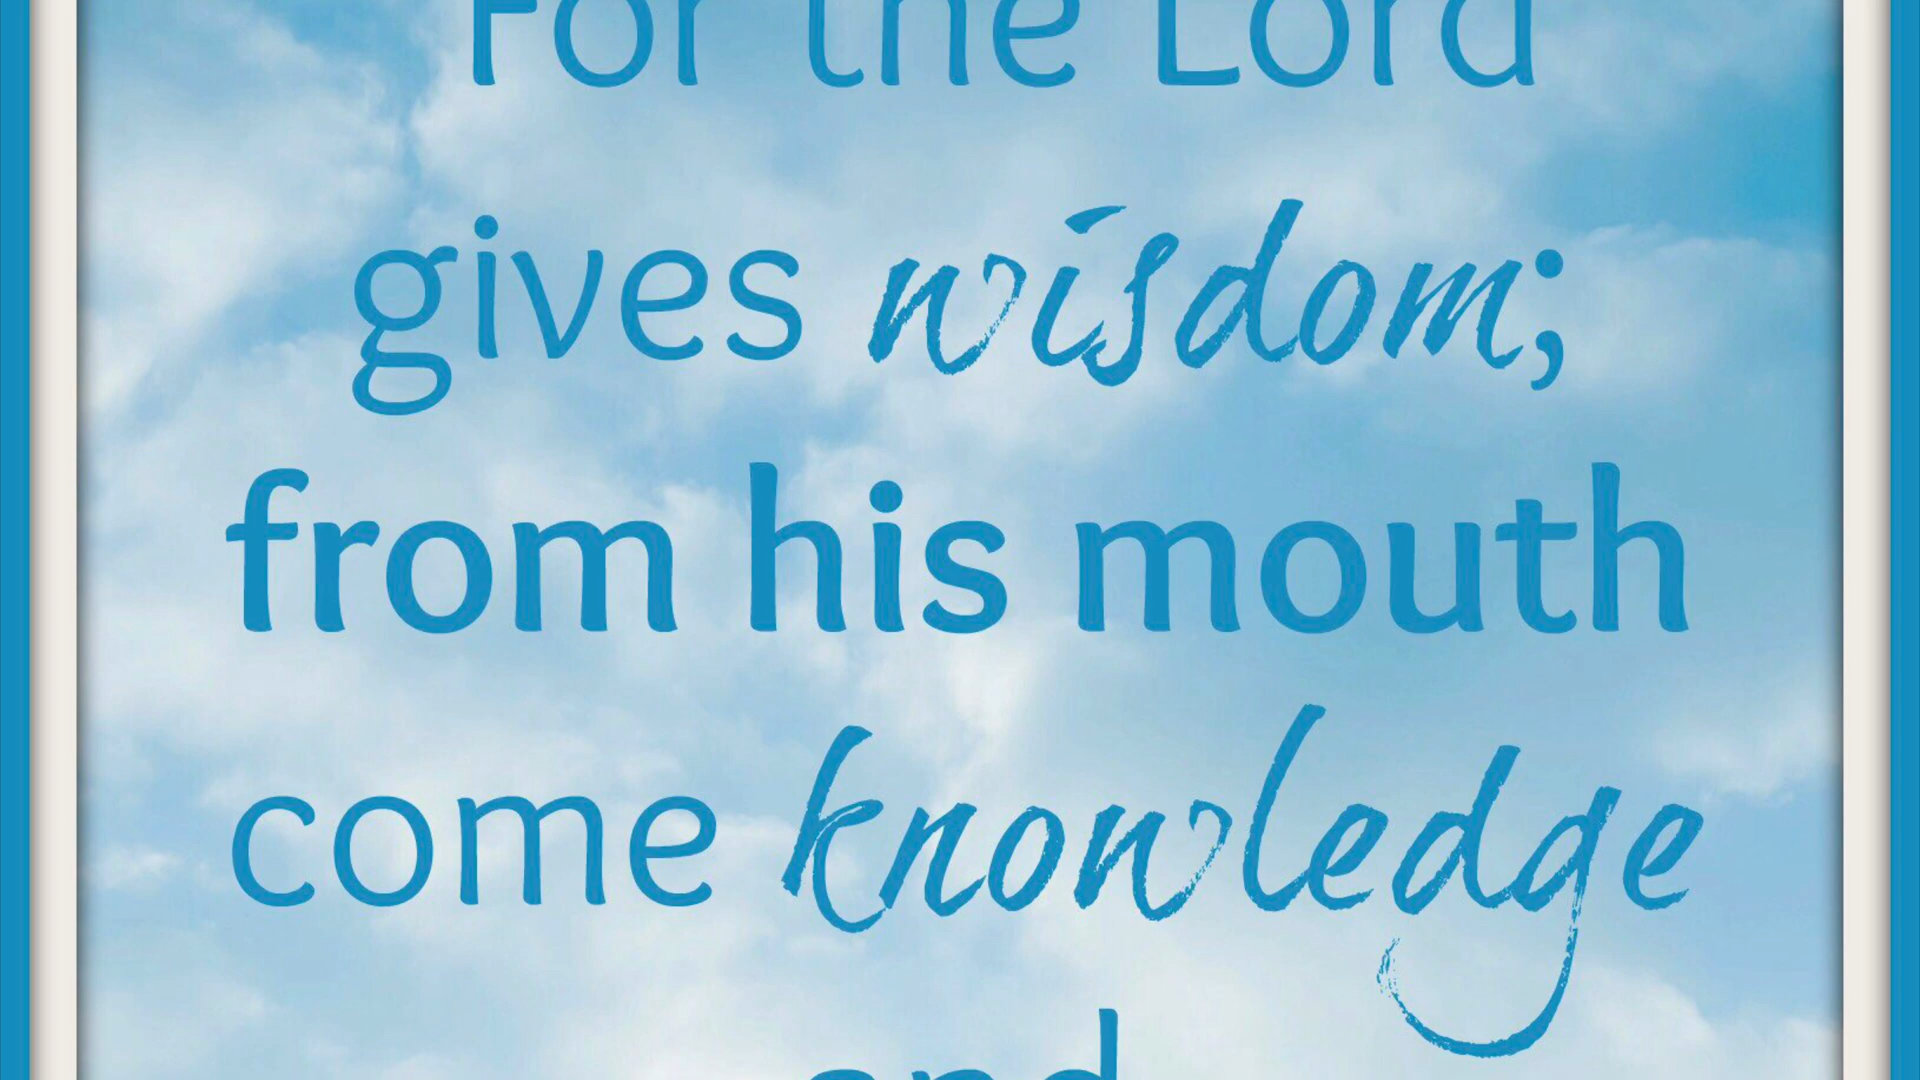 For the Lord
gives wisdom;
from his mouth
come knowledge
and